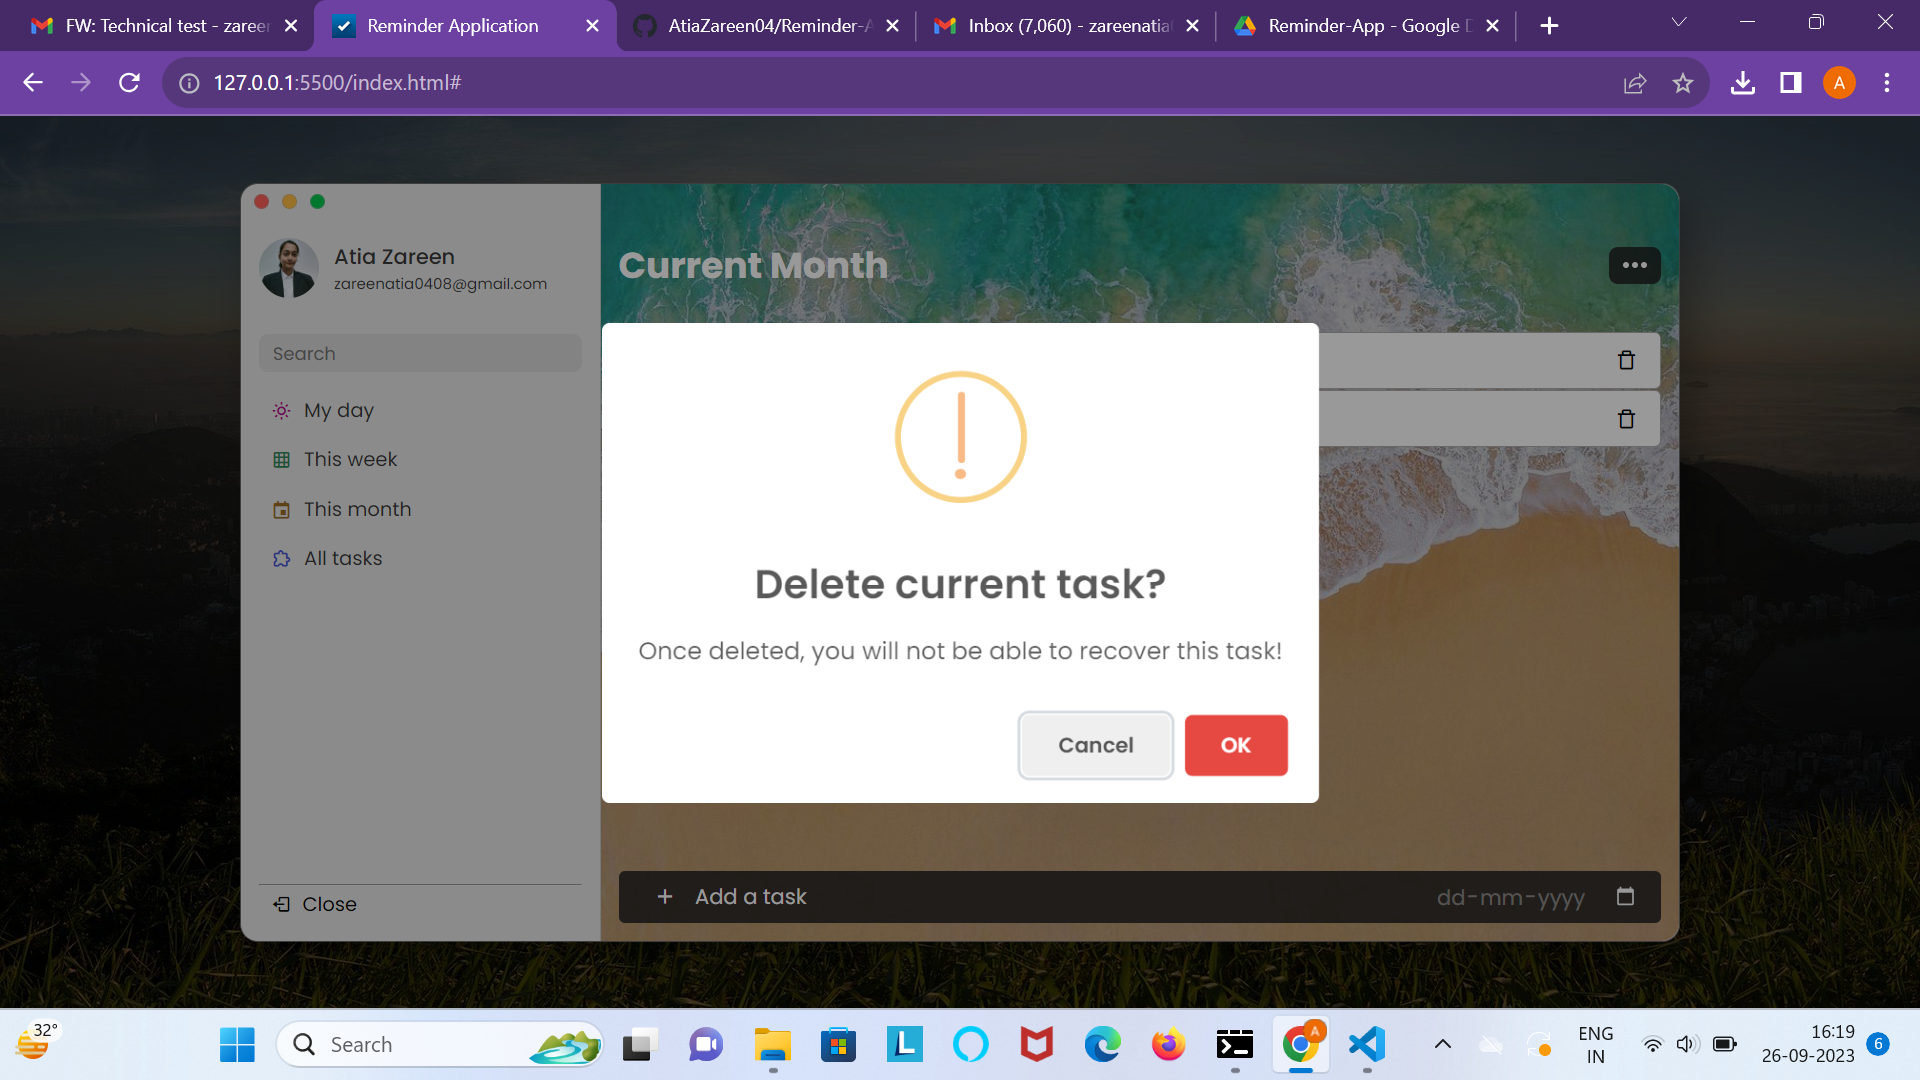 FW: Technical test - zareen
Reminder Application
AtiaZareen04/Reminder-A
Inbox (7,060) - zareenatia
Reminder-App - Google D
127.0.0.1:5500/index.html#
A
Atia Zareen
zareenatia0408@gmail.com
Search
My day
This week
This month
All tasks
Close
Current Month
Delete current task?
Once deleted, you will not be able to recover this task!
Cancel
OK
Add a task
dd-mm-yyyy
32°
Search
L
A
ENG
IN
16:19
26-09-2023
6